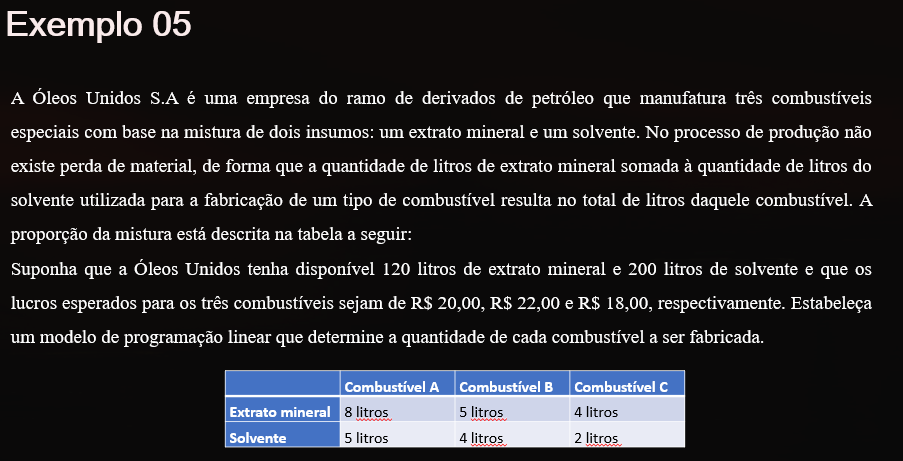 Exemplo 05
A Óleos Unidos S.A é uma empresa do ramo de derivados de petróleo que manufatura três combustíveis
especiais com base na mistura de dois insumos: um extrato mineral e um solvente. No processo de produção não
existe perda de material, de forma que a quantidade de litros de extrato mineral somada à quantidade de litros do
solvente utilizada para a fabricação de um tipo de combustível resulta no total de litros daquele combustível. A
proporção da mistura está descrita na tabela a seguir:
Suponha que a Óleos Unidos tenha disponível 120 litros de extrato mineral e 200 litros de solvente e que os
lucros esperados para os três combustíveis sejam de R$ 20,00, R$ 22,00 e R$ 18,00, respectivamente. Estabeleça
um modelo de programação linear que determine a quantidade de cada combustível a ser fabricada.
Combustível A Combustível B Combustível C
Extrato mineral 8 litros 5 litros 4 litros
Solvente 5 litros 4 litros 2 litros